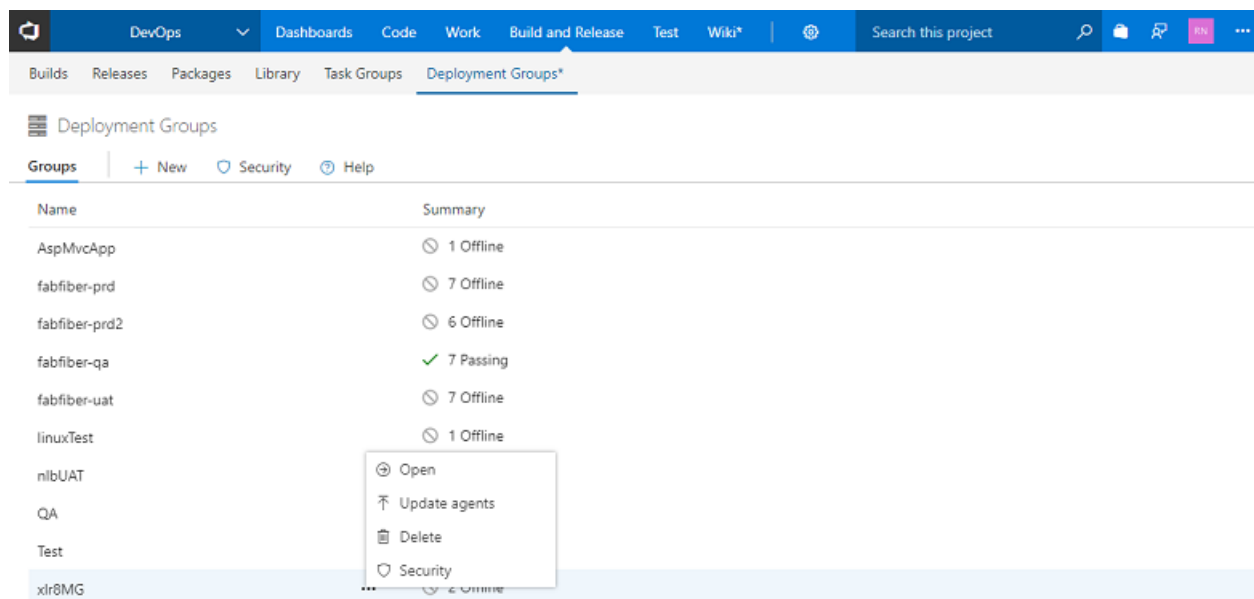 DevOps Dashboards Code Work Build and Release Test Wiki* Search this project RN
Builds Releases Packages Library Task Groups Deployment Groups*
Deployment Groups
Groups New Security Help
Name Summary
AspMvcApp 1 Offline
fabfiber-prd 7 Offline
fabfiber-prd2 6 Offline
fabfiber-qa 7 Passing
fabfiber-uat 7 Offline
linuxTest 1 Offline
nlbUAT
Open
Update agents
QA
Delete
Test
Security
xlr8MG 2 Offline